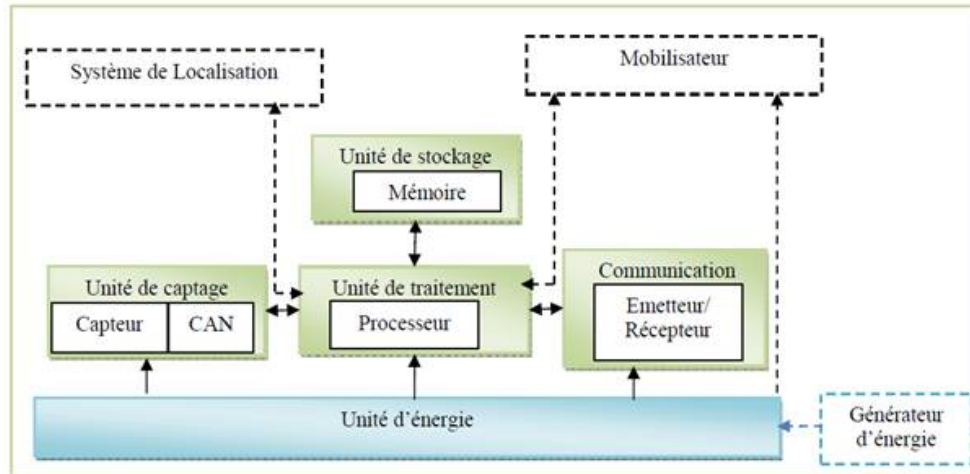 Système de Localisation
Mobilisateur
Unité de stockage
Mémoire
Unité de captage
Capteur
CAN
Unité de traitement
Processeur
Communication
Emetteur/
Récepteur
Unité d'énergie
Générateur
d'énergie